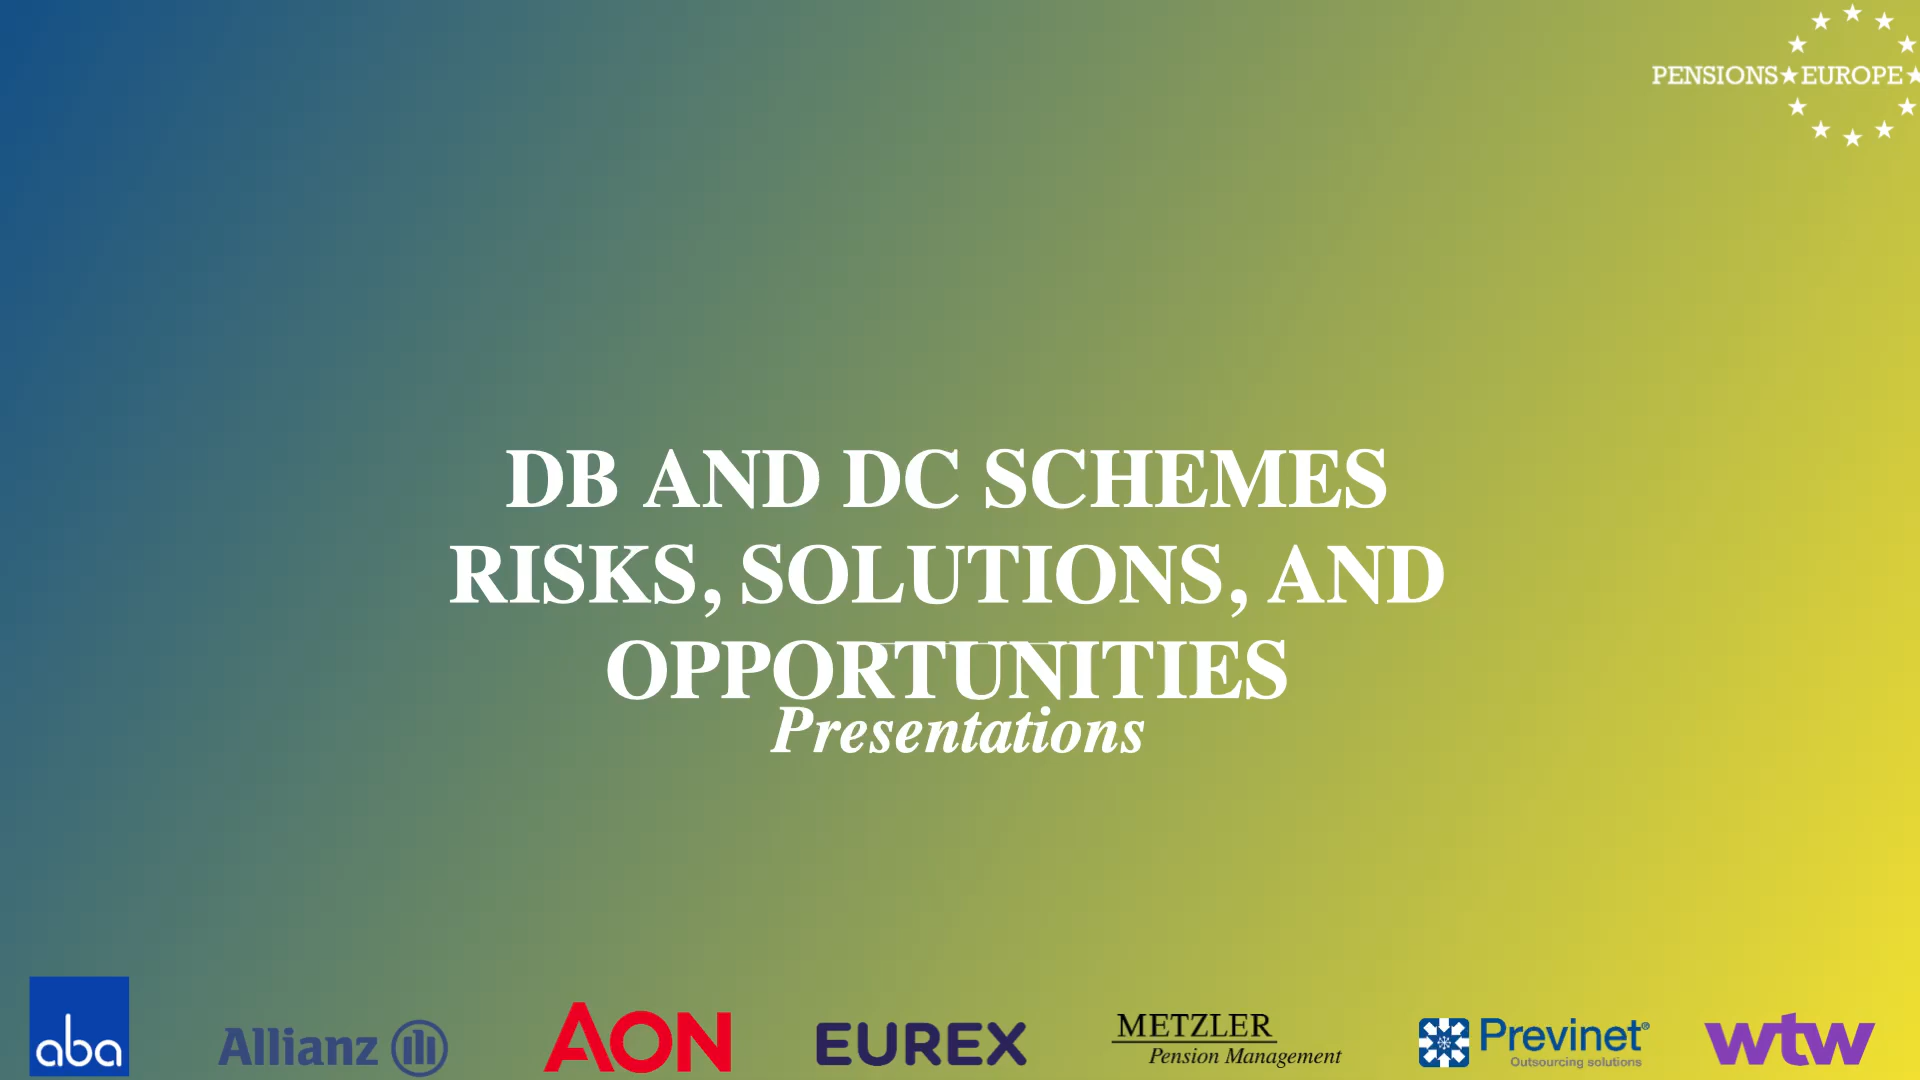 PENSIONS★EUROPE★
DB AND DC SCHEMES
RISKS, SOLUTIONS, AND
OPPORTUNITIES
Presentations
aba
Allianz
AON
EUREX
METZLER
Pension Management
Previnet®
Outsourcing solutions
wtw